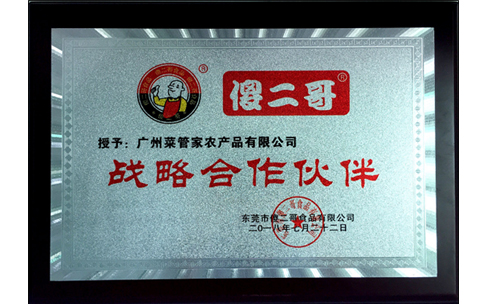 傻二哥®
®
授予：广州菜管家农产品有限公司
战略合作伙伴
东莞市傻二哥食品有限公司
二〇一八年七月二十二日